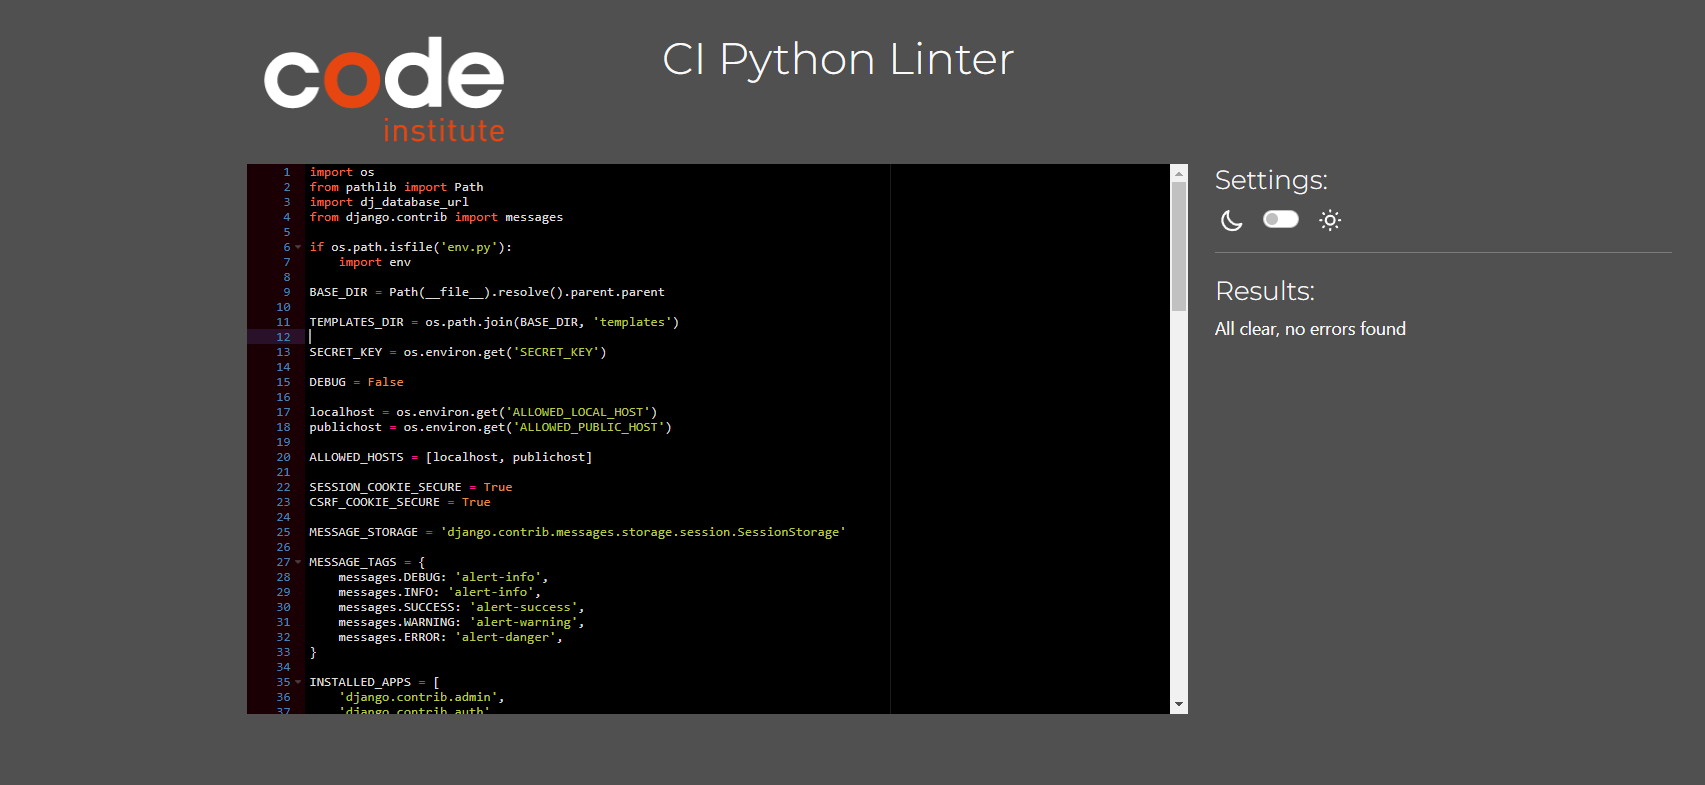 code
institute
CI Python Linter
1 import os
2 from pathlib import Path
3 import dj_database_url
4 from django.contrib import messages
5
6 if os.path.isfile('env.py'):
7     import env
8
9 BASE_DIR = Path(__file__).resolve().parent.parent
10
11 TEMPLATES_DIR = os.path.join(BASE_DIR, 'templates')
12
13 SECRET_KEY = os.environ.get('SECRET_KEY')
14
15 DEBUG = False
16
17 localhost = os.environ.get('ALLOWED_LOCAL_HOST')
18 publichost = os.environ.get('ALLOWED_PUBLIC_HOST')
19
20 ALLOWED_HOSTS = [localhost, publichost]
21
22 SESSION_COOKIE_SECURE = True
23 CSRF_COOKIE_SECURE = True
24
25 MESSAGE_STORAGE = 'django.contrib.messages.storage.session.SessionStorage'
26
27 MESSAGE_TAGS = {
28     messages.DEBUG: 'alert-info',
29     messages.INFO: 'alert-info',
30     messages.SUCCESS: 'alert-success',
31     messages.WARNING: 'alert-warning',
32     messages.ERROR: 'alert-danger',
33 }
34
35 INSTALLED_APPS = [
36     'django.contrib.admin',
37     'django.contrib.auth'
Settings:
Results:
All clear, no errors found